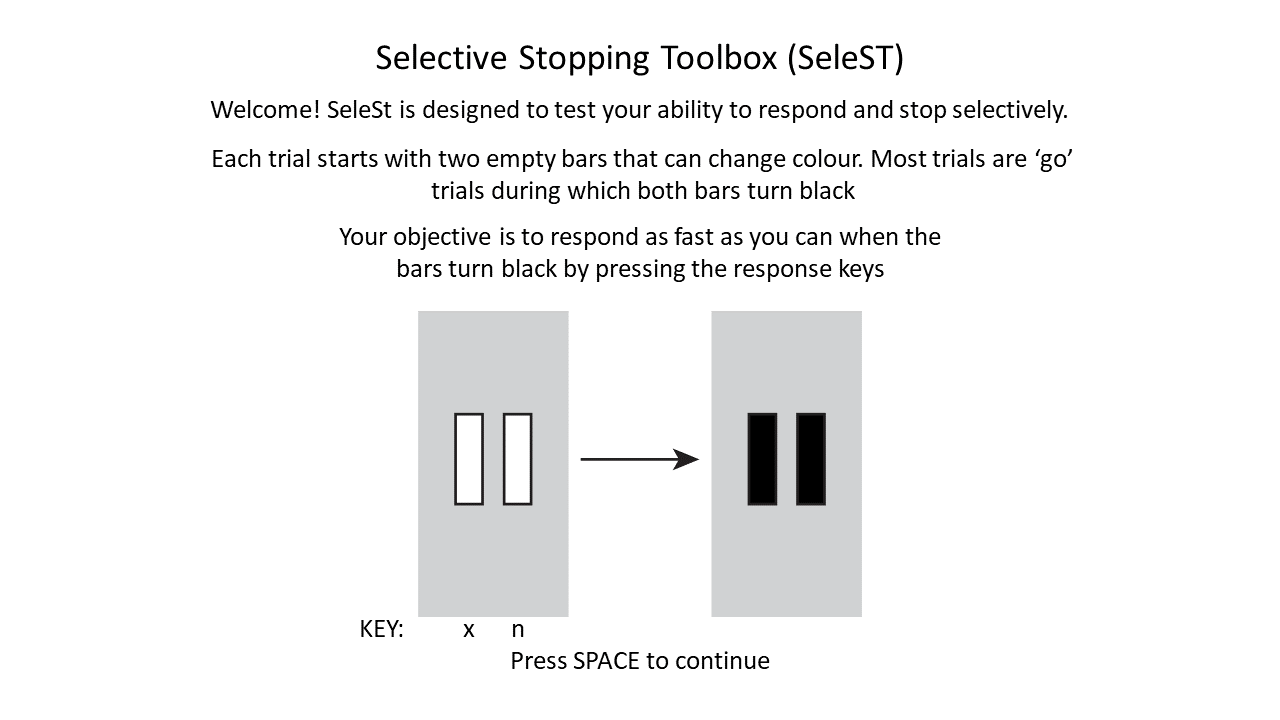 Selective Stopping Toolbox (SeleST)
Welcome! SeleSt is designed to test your ability to respond and stop selectively.
Each trial starts with two empty bars that can change colour. Most trials are ‘go’
trials during which both bars turn black
Your objective is to respond as fast as you can when the
bars turn black by pressing the response keys
KEY: x n
Press SPACE to continue